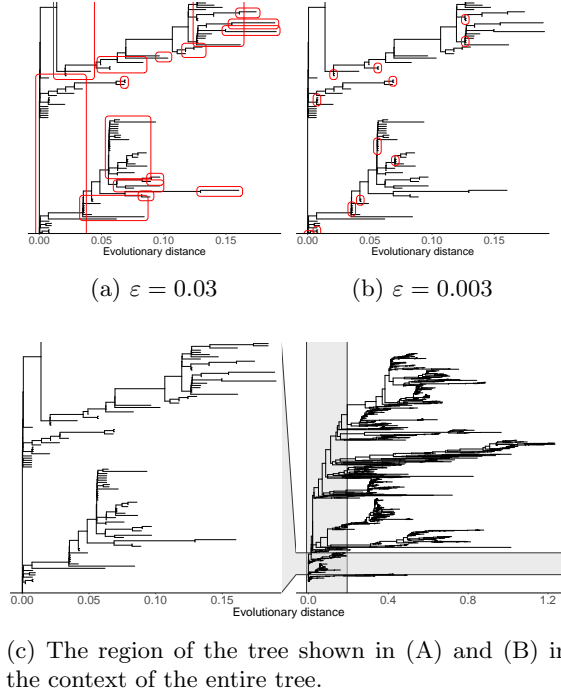 0.00 0.05 0.10 0.15
Evolutionary distance
0.00 0.05 0.10 0.15
Evolutionary distance
(a) ε = 0.03
(b) ε = 0.003
0.00 0.05 0.10 0.15
0.0 0.4 0.8 1.2
Evolutionary distance
(c) The region of the tree shown in (A) and (B) in
the context of the entire tree.